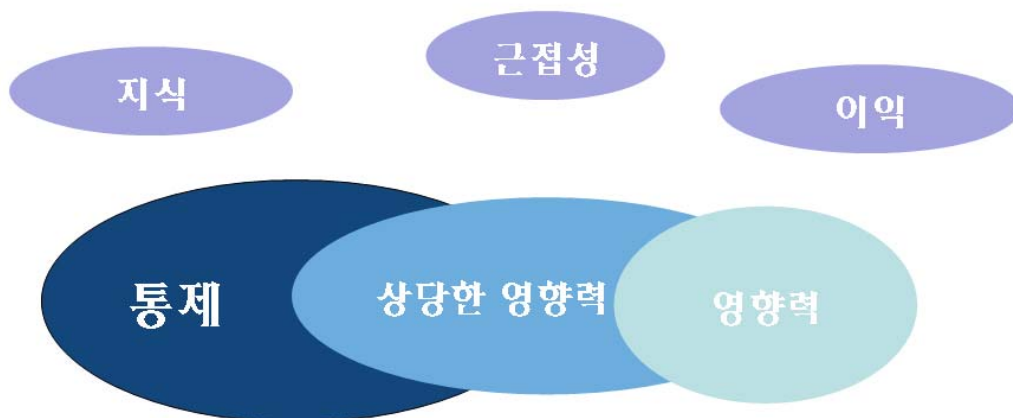 지식
근접성
이익
통제
상당한 영향력
영향력